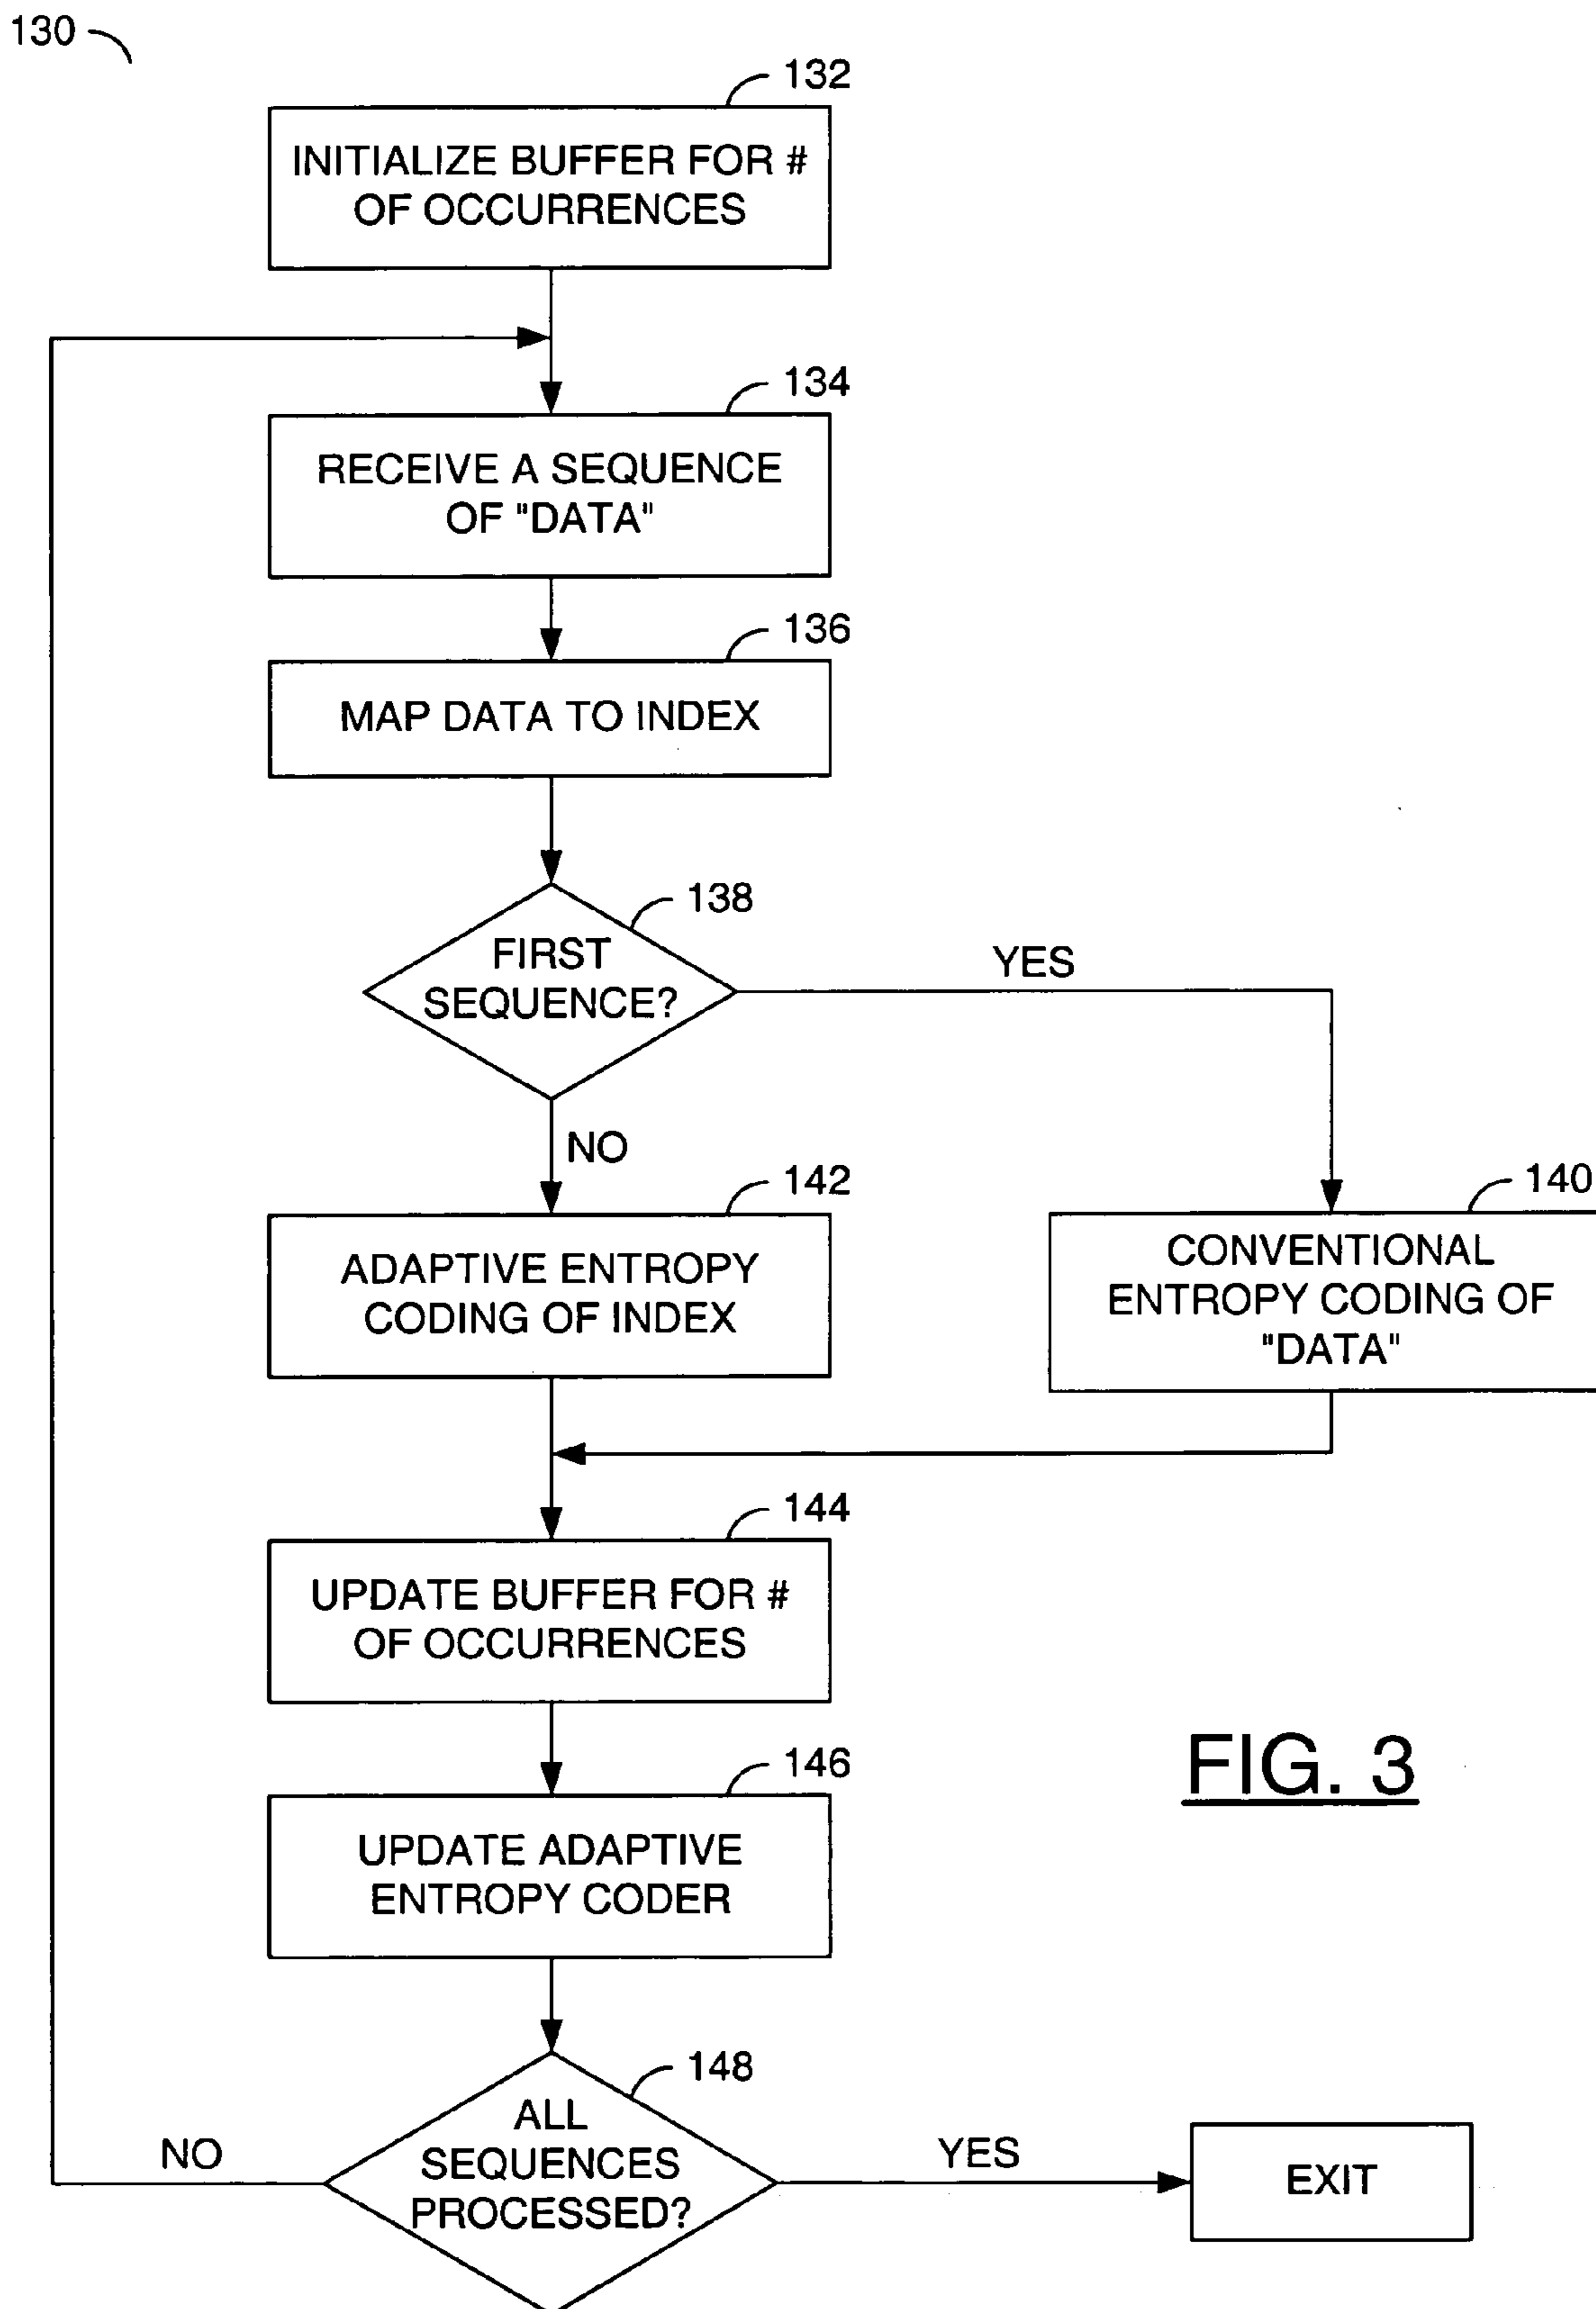 130
132
INITIALIZE BUFFER FOR #
OF OCCURRENCES
134
RECEIVE A SEQUENCE
OF "DATA"
136
MAP DATA TO INDEX
138
FIRST
SEQUENCE?
YES
NO
142
ADAPTIVE ENTROPY
CODING OF INDEX
140
CONVENTIONAL
ENTROPY CODING OF
"DATA"
144
UPDATE BUFFER FOR #
OF OCCURRENCES
146
UPDATE ADAPTIVE
ENTROPY CODER
FIG. 3
148
ALL
SEQUENCES
PROCESSED?
NO
YES
EXIT